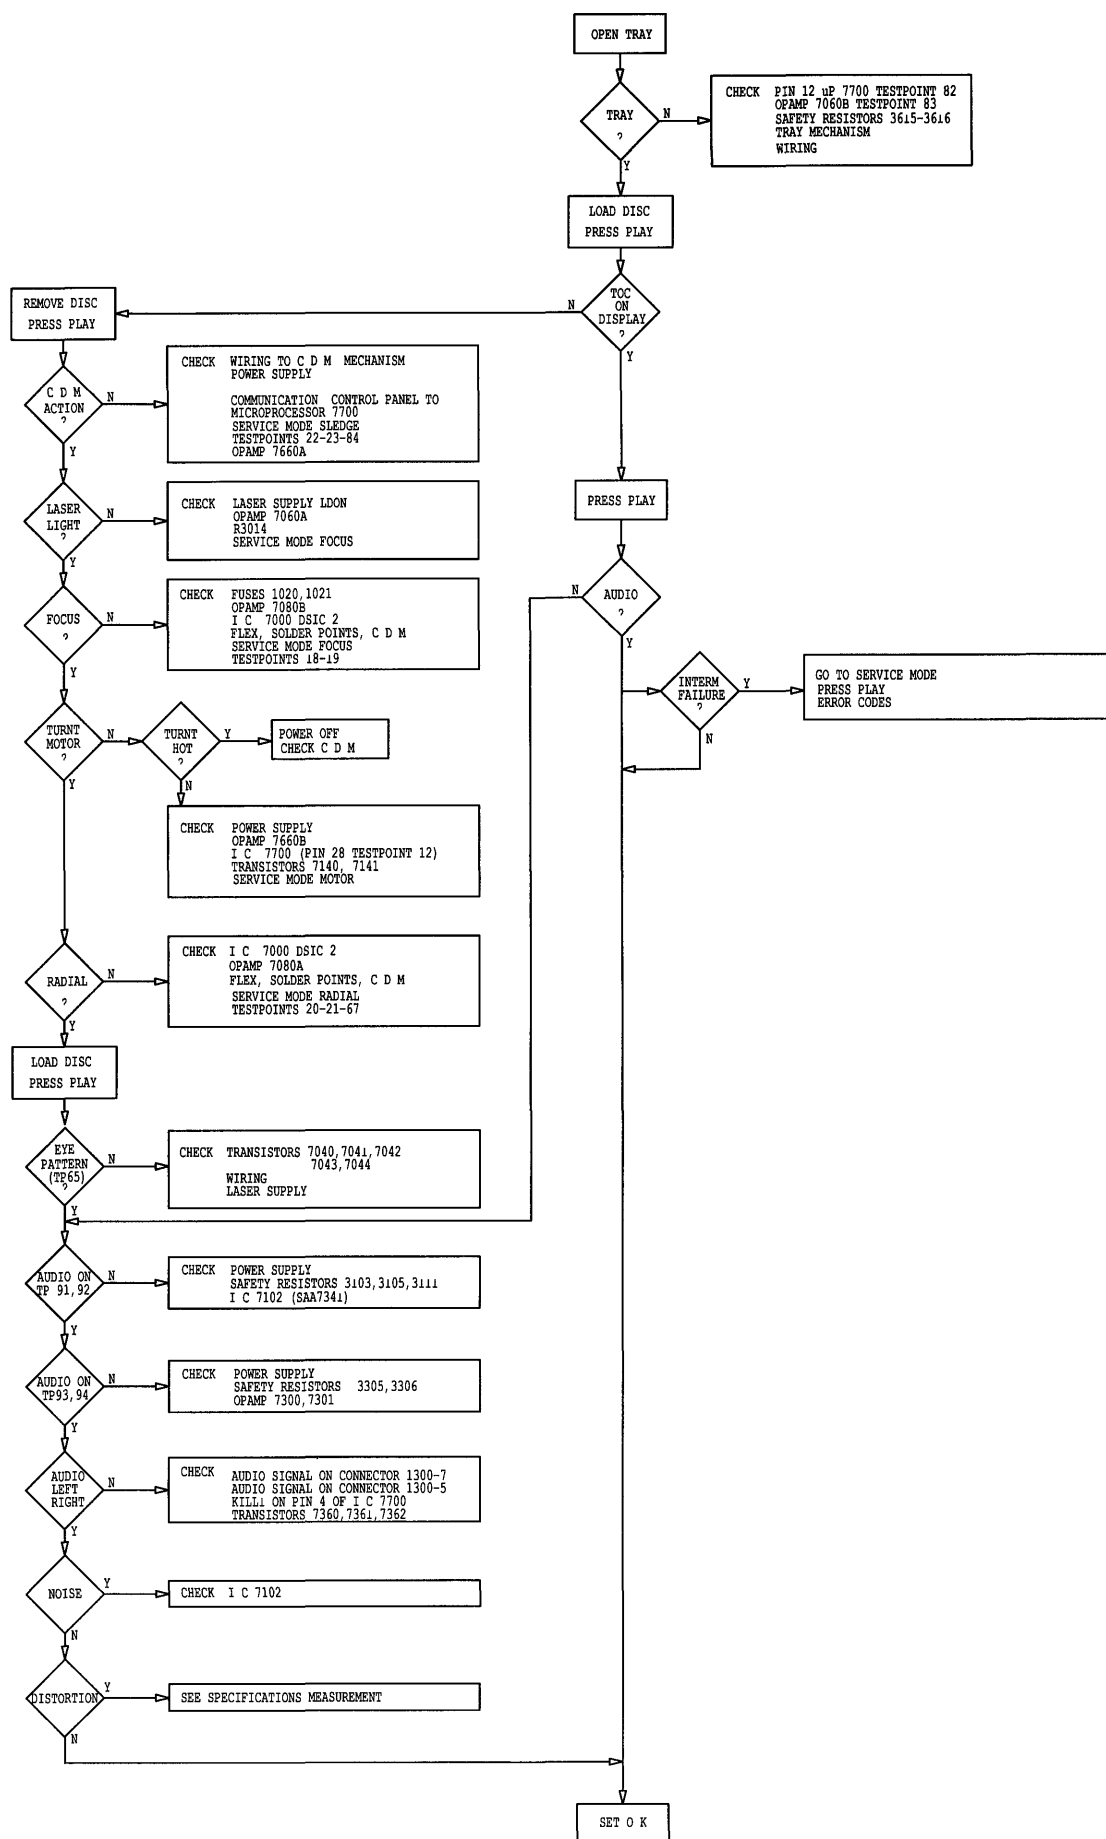 OPEN TRAY
TRAY
?
N
Y
CHECK PIN 12 uP 7700 TESTPOINT 82
OPAMP 7060B TESTPOINT 83
SAFETY RESISTORS 3615-3616
TRAY MECHANISM
WIRING
LOAD DISC
PRESS PLAY
TOC
ON
DISPLAY
?
N
Y
REMOVE DISC
PRESS PLAY
C D M
ACTION
?
N
Y
CHECK WIRING TO C D M MECHANISM
POWER SUPPLY
COMMUNICATION CONTROL PANEL TO
MICROPROCESSOR 7700
SERVICE MODE SLEDGE
TESTPOINTS 22-23-84
OPAMP 7660A
LASER
LIGHT
?
N
Y
CHECK LASER SUPPLY LDON
OPAMP 7060A
R3014
SERVICE MODE FOCUS
PRESS PLAY
AUDIO
?
N
Y
FOCUS
?
N
Y
CHECK FUSES 1020,1021
OPAMP 7080B
I C 7000 DSIC 2
FLEX, SOLDER POINTS, C D M
SERVICE MODE FOCUS
TESTPOINTS 18-19
INTERM
FAILURE
?
Y
N
GO TO SERVICE MODE
PRESS PLAY
ERROR CODES
TURNT
MOTOR
?
N
Y
TURNT
HOT
?
Y
N
POWER OFF
CHECK C D M
CHECK POWER SUPPLY
OPAMP 7660B
I C 7700 (PIN 28 TESTPOINT 12)
TRANSISTORS 7140, 7141
SERVICE MODE MOTOR
RADIAL
?
N
Y
CHECK I C 7000 DSIC 2
OPAMP 7080A
FLEX, SOLDER POINTS, C D M
SERVICE MODE RADIAL
TESTPOINTS 20-21-67
LOAD DISC
PRESS PLAY
EYE
PATTERN
(TP65)
?
N
Y
CHECK TRANSISTORS 7040,7041,7042
7043,7044
WIRING
LASER SUPPLY
AUDIO ON
TP 91,92
N
Y
CHECK POWER SUPPLY
SAFETY RESISTORS 3103,3105,3111
I C 7102 (SAA7341)
AUDIO ON
TP93,94
N
Y
CHECK POWER SUPPLY
SAFETY RESISTORS 3305,3306
OPAMP 7300,7301
AUDIO
LEFT
RIGHT
N
Y
CHECK AUDIO SIGNAL ON CONNECTOR 1300-7
AUDIO SIGNAL ON CONNECTOR 1300-5
KILL1 ON PIN 4 OF I C 7700
TRANSISTORS 7360,7361,7362
NOISE
Y
N
CHECK I C 7102
DISTORTION
Y
N
SEE SPECIFICATIONS MEASUREMENT
SET O K